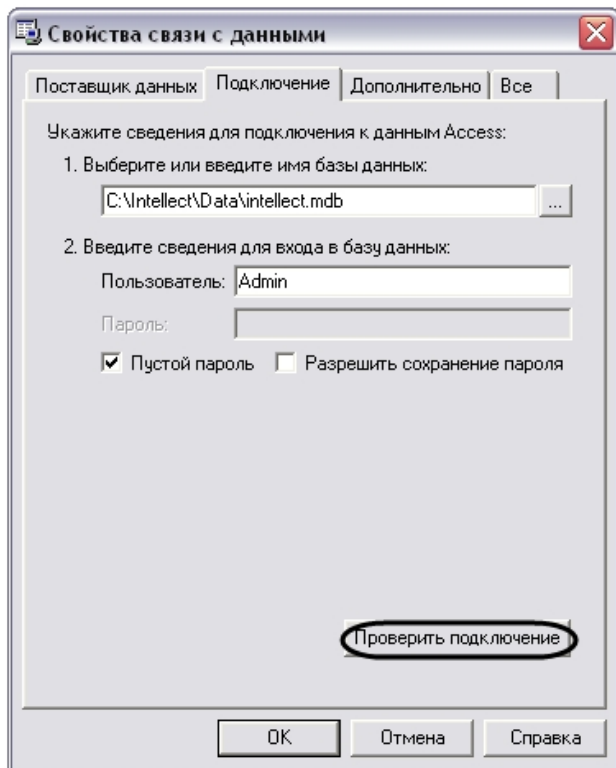 Свойства связи с данными
Поставщик данных Подключение Дополнительно Все
Укажите сведения для подключения к данным Access:
1. Выберите или введите имя базы данных:
C:\Intellect\Data\intellect.mdb ...
2. Введите сведения для входа в базу данных:
Пользователь: Admin
Пароль:
Пустой пароль Разрешить сохранение пароля
Проверить подключение
OK Отмена Справка